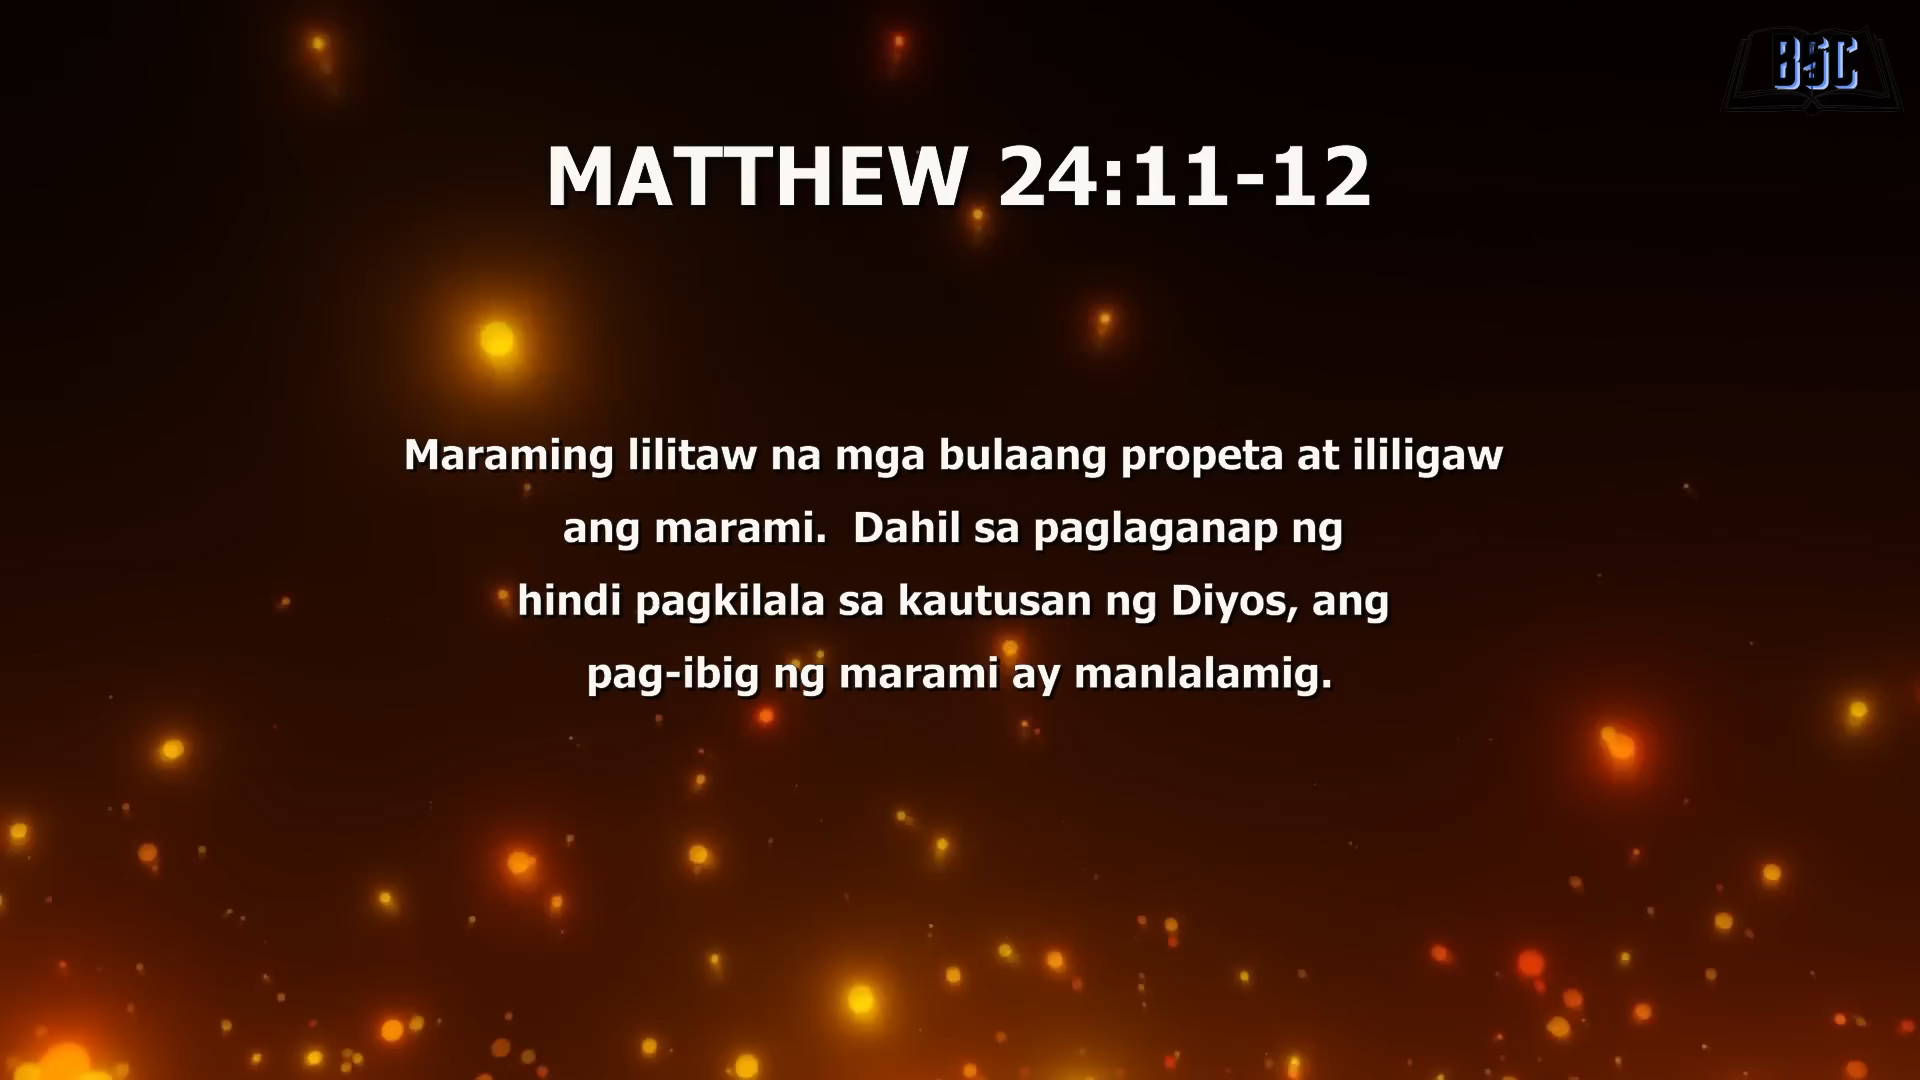 BSC
MATTHEW 24:11-12
Maraming lilitaw na mga bulaang propeta at ililigaw
ang marami.  Dahil sa paglaganap ng
hindi pagkilala sa kautusan ng Diyos, ang
pag-ibig ng marami ay manlalamig.